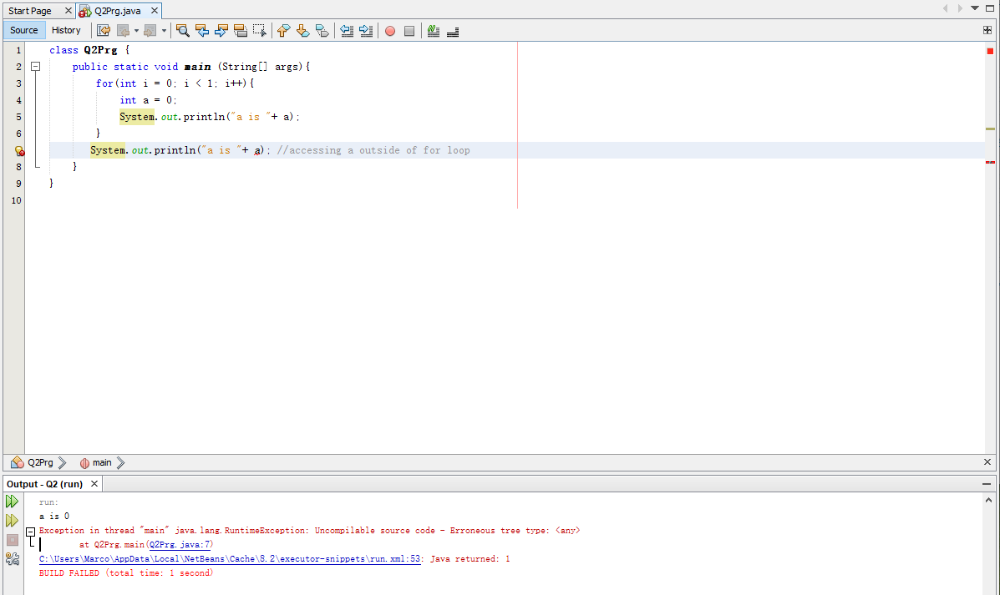 Start Page
Q2Prg.java
Source History
1 class Q2Prg {
2 public static void main (String[] args){
3 for(int i = 0; i < 1; i++){
4 int a = 0;
5 System.out.println("a is "+ a);
6 }
System.out.println("a is "+ a); //accessing a outside of for loop
8 }
9 }
10
Q2Prg main
Output - Q2 (run)
run:
a is 0
Exception in thread "main" java.lang.RuntimeException: Uncompilable source code - Erroneous tree type: <any>
at Q2Prg.main(Q2Prg.java:7)
C:\Users\Marco\AppData\Local\NetBeans\Cache\8.2\executor-snippets\run.xml:53: Java returned: 1
BUILD FAILED (total time: 1 second)